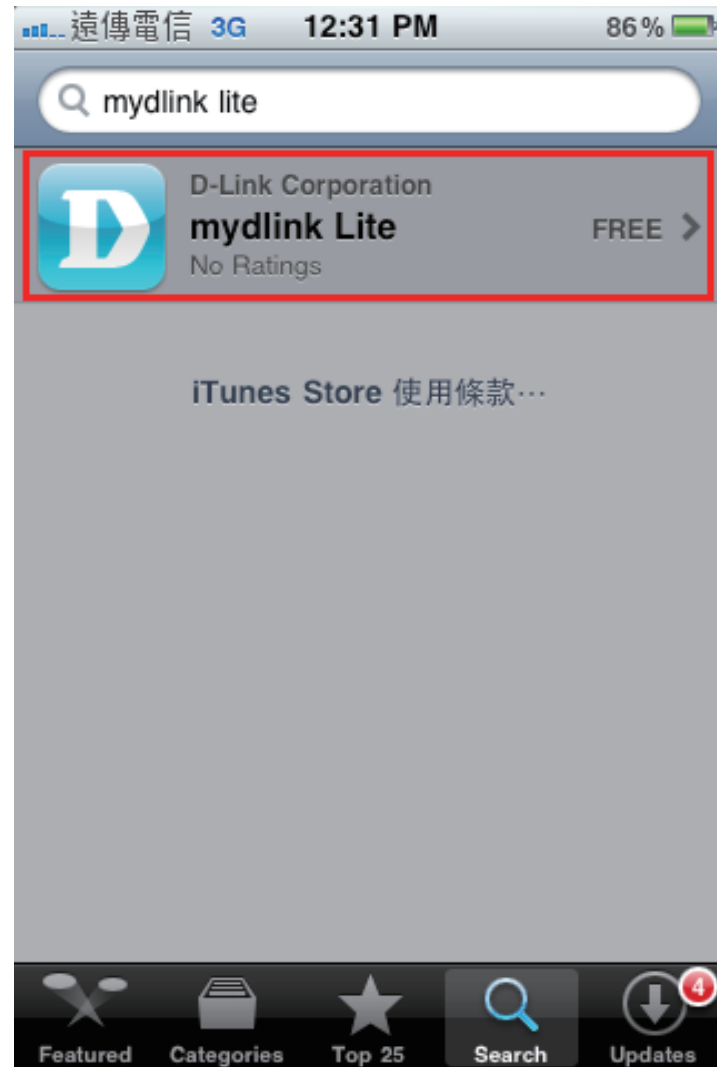 遠傳電信 3G 12:31 PM 86%
mydlink lite
D-Link Corporation
mydlink Lite
FREE
No Ratings
iTunes Store 使用條款…
4
Featured Categories Top 25 Search Updates